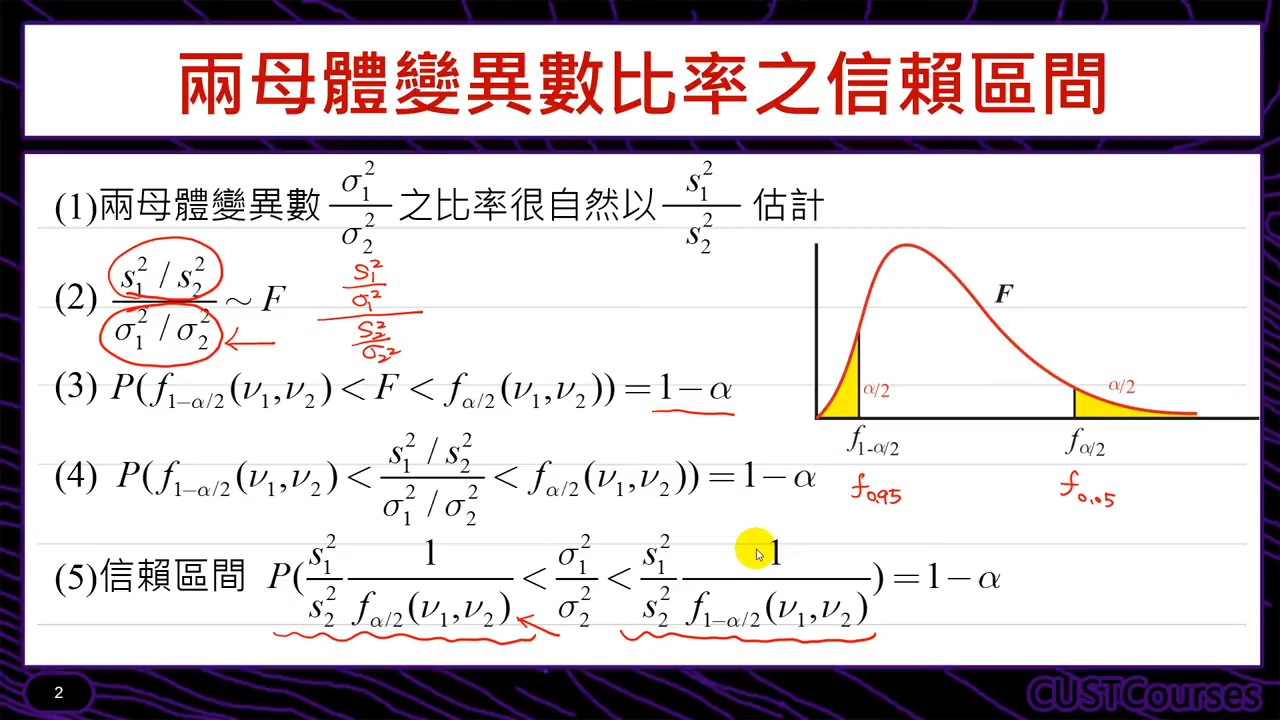 兩母體變異數比率之信賴區間
(1)兩母體變異數 σ₁²/σ₂² 之比率很自然以 s₁²/s₂² 估計
(2) (s₁² / s₂²)/(σ₁² / σ₂²) ~ F
(s₁²/σ₁²)/(s₂²/σ₂²)
(3) P(f₁₋α/₂(ν₁,ν₂) < F < fα/₂(ν₁,ν₂)) = 1−α
(4) P(f₁₋α/₂(ν₁,ν₂) < (s₁² / s₂²)/(σ₁² / σ₂²) < fα/₂(ν₁,ν₂)) = 1−α
(5)信賴區間 P(s₁²/s₂² 1/fα/₂(ν₁,ν₂) < σ₁²/σ₂² < s₁²/s₂² 1/f₁₋α/₂(ν₁,ν₂)) = 1−α
F
α/2
α/2
f₁-α/₂
fα/₂
f0.95
f0.05
2
CUSTCourses